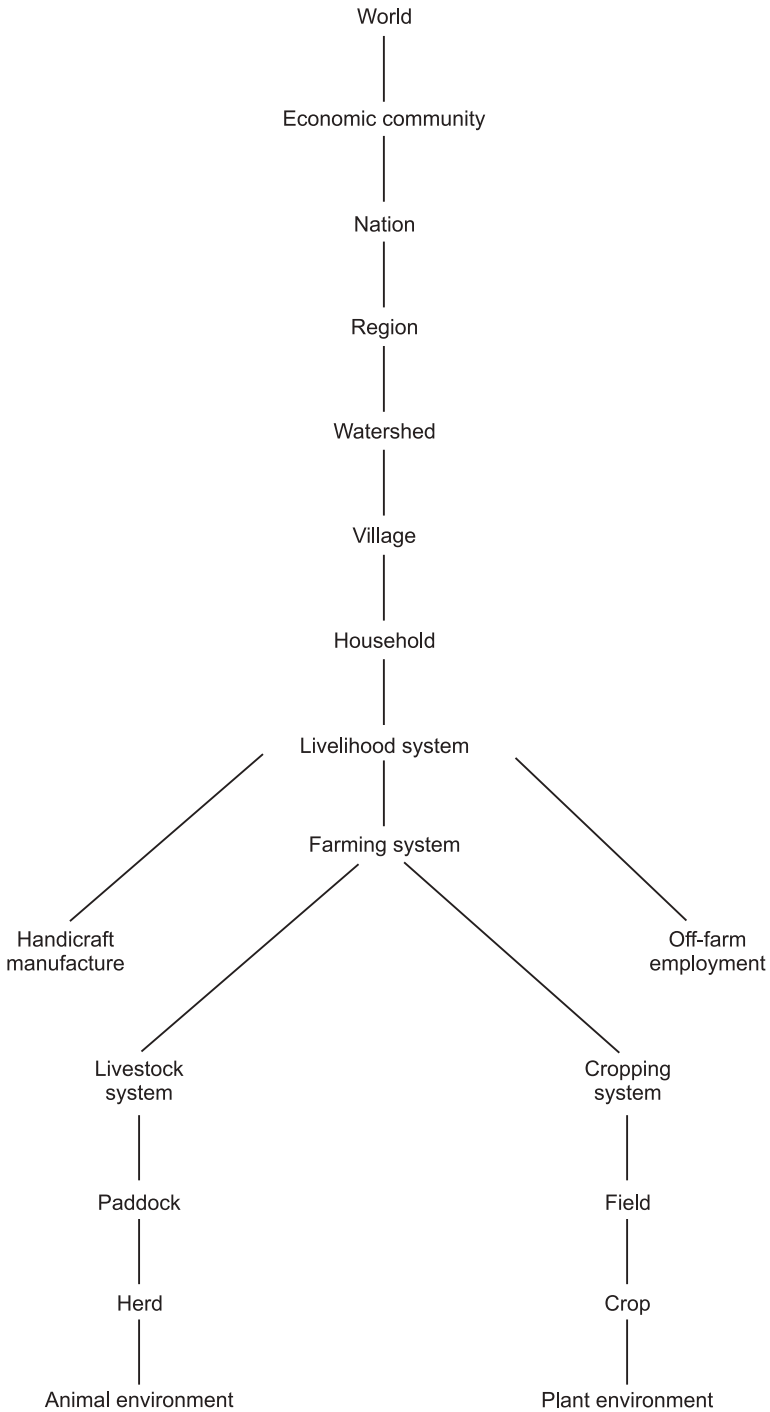 World
Economic community
Nation
Region
Watershed
Village
Household
Livelihood system
Farming system
Handicraft
manufacture
Off-farm
employment
Livestock
system
Cropping
system
Paddock
Field
Herd
Crop
Animal environment
Plant environment